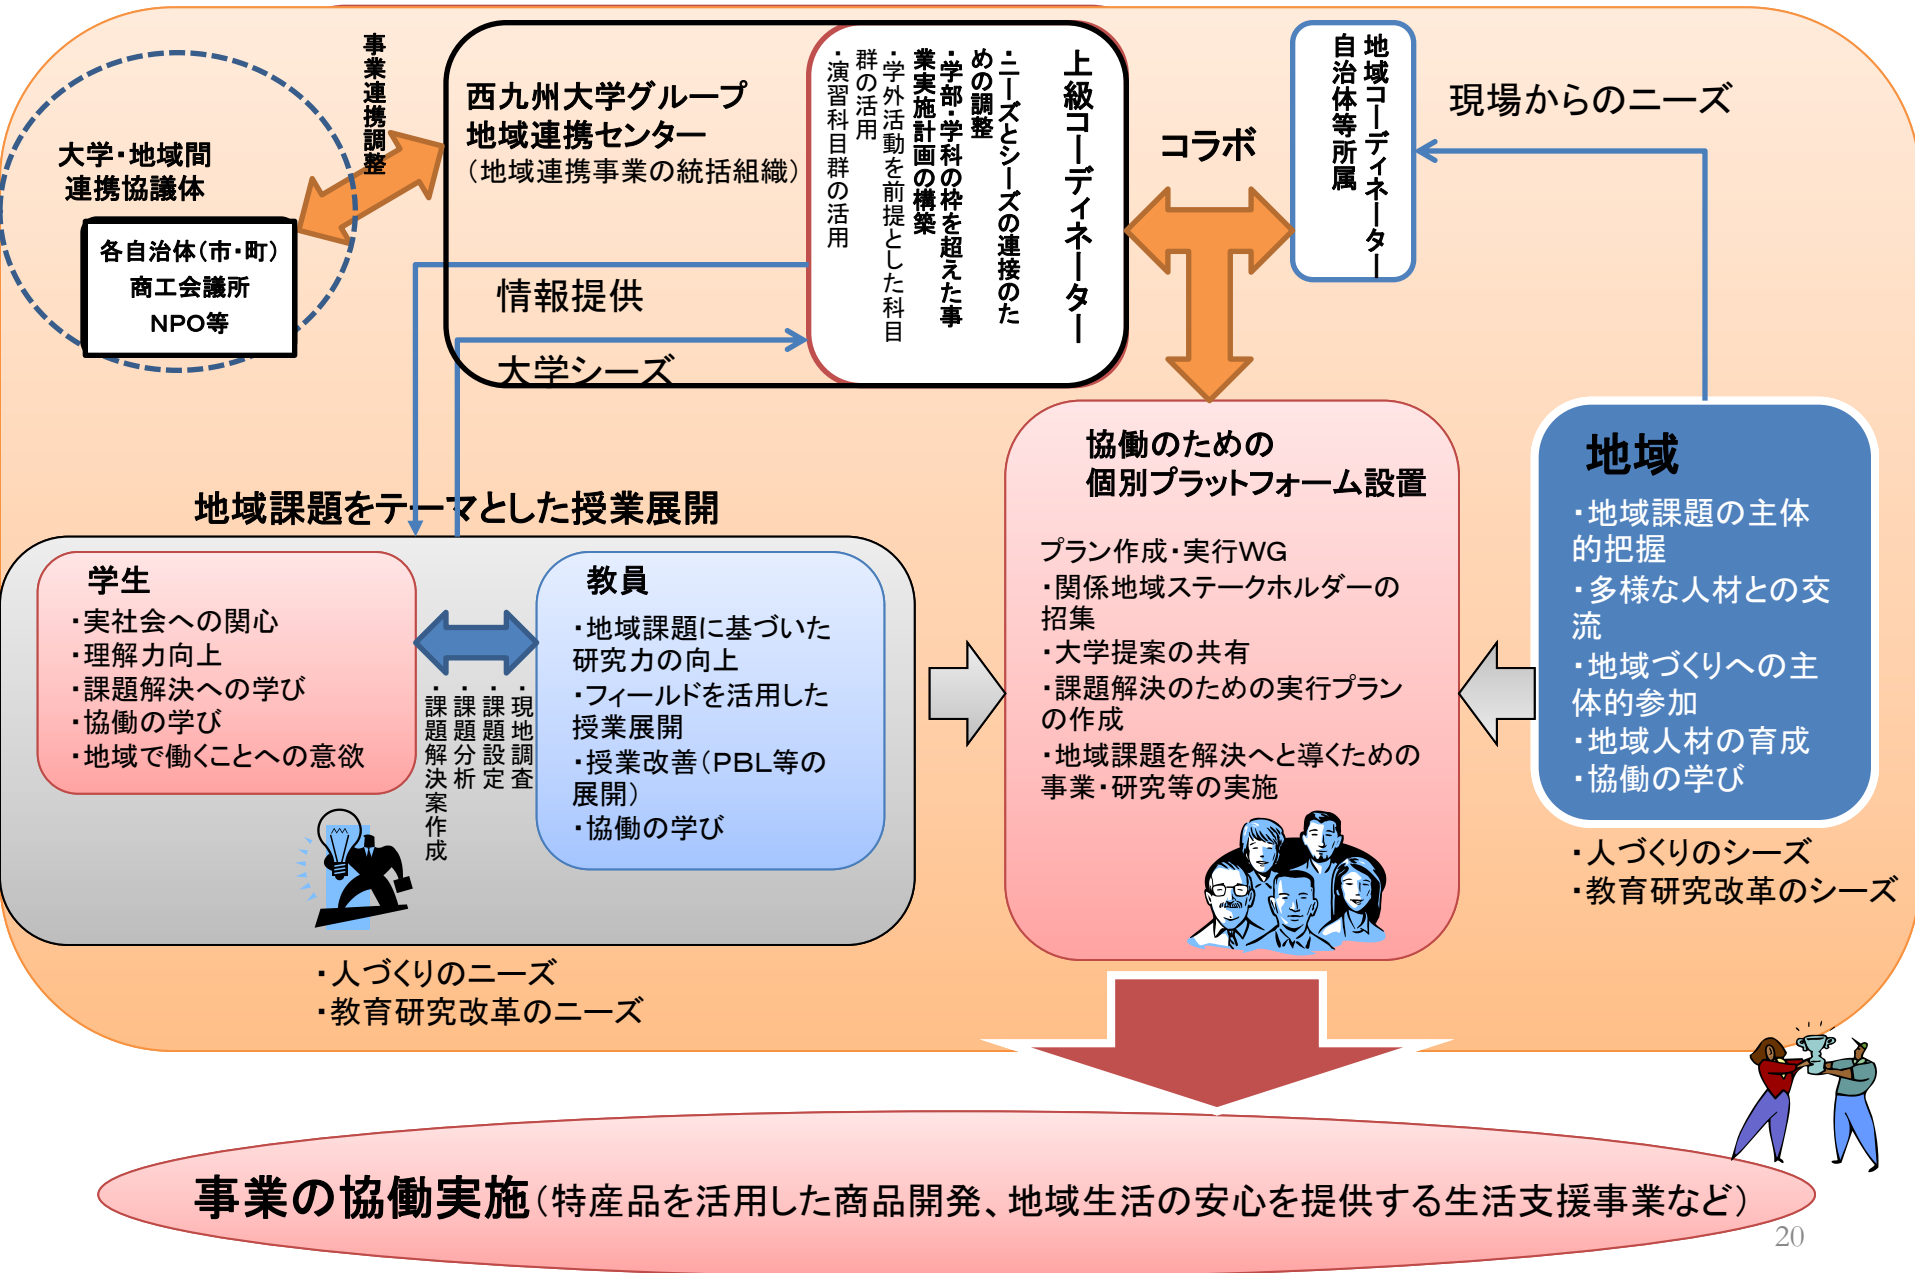 事業連携調整
大学・地域間
連携協議体
各自治体（市・町）
商工会議所
NPO等
西九州大学グループ
地域連携センター
（地域連携事業の統括組織）
上級コーディネーター
・ニーズとシーズの連接のた
めの調整
・学部・学科の枠を超えた事
業実施計画の構築
・学外活動を前提とした科目
群の活用
・演習科目群の活用
情報提供
大学シーズ
コラボ
地域コーディネーター
自治体等所属
現場からのニーズ
地域課題をテーマとした授業展開
学生
・実社会への関心
・理解力向上
・課題解決への学び
・協働の学び
・地域で働くことへの意欲
・現地調査
・課題設定
・課題分析
・課題解決案作成
教員
・地域課題に基づいた
研究力の向上
・フィールドを活用した
授業展開
・授業改善（PBL等の
展開）
・協働の学び
・人づくりのニーズ
・教育研究改革のニーズ
協働のための
個別プラットフォーム設置
プラン作成・実行WG
・関係地域ステークホルダーの
招集
・大学提案の共有
・課題解決のための実行プラン
の作成
・地域課題を解決へと導くための
事業・研究等の実施
地域
・地域課題の主体
的把握
・多様な人材との交
流
・地域づくりへの主
体的参加
・地域人材の育成
・協働の学び
・人づくりのシーズ
・教育研究改革のシーズ
事業の協働実施（特産品を活用した商品開発、地域生活の安心を提供する生活支援事業など）
20